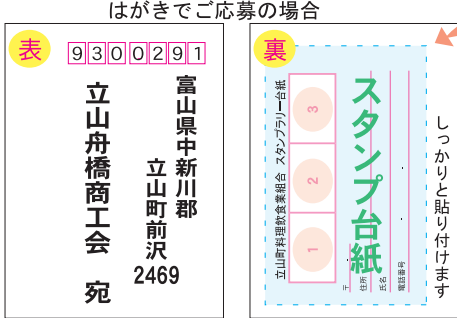 はがきでご応募の場合
表
9300291
富山県中新川郡
立山町前沢
2469
立山舟橋商工会 宛
裏
スタンプ台紙
立山町料理飲食業組合 スタンプラリー台紙
1
2
3
〒
住所
氏名
電話番号
しっかりと貼り付けます